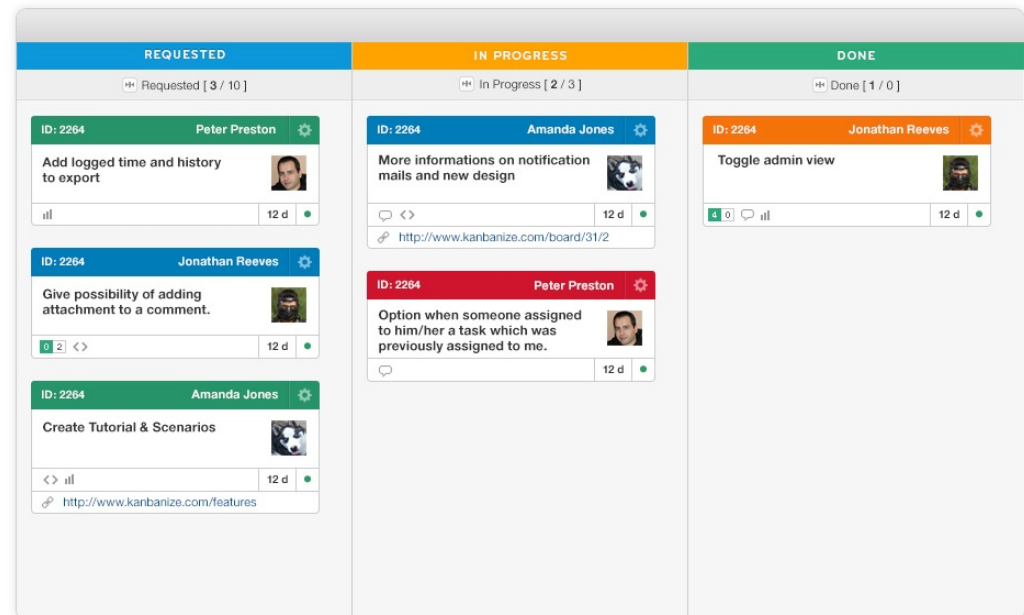 REQUESTED
Requested [ 3 / 10 ]
ID: 2264 Peter Preston
Add logged time and history
to export
12 d
ID: 2264 Jonathan Reeves
Give possibility of adding
attachment to a comment.
0 2 12 d
ID: 2264 Amanda Jones
Create Tutorial & Scenarios
12 d
http://www.kanbanize.com/features
IN PROGRESS
In Progress [ 2 / 3 ]
ID: 2264 Amanda Jones
More informations on notification
mails and new design
12 d
http://www.kanbanize.com/board/31/2
ID: 2264 Peter Preston
Option when someone assigned
to him/her a task which was
previously assigned to me.
12 d
DONE
Done [ 1 / 0 ]
ID: 2264 Jonathan Reeves
Toggle admin view
4 0 12 d